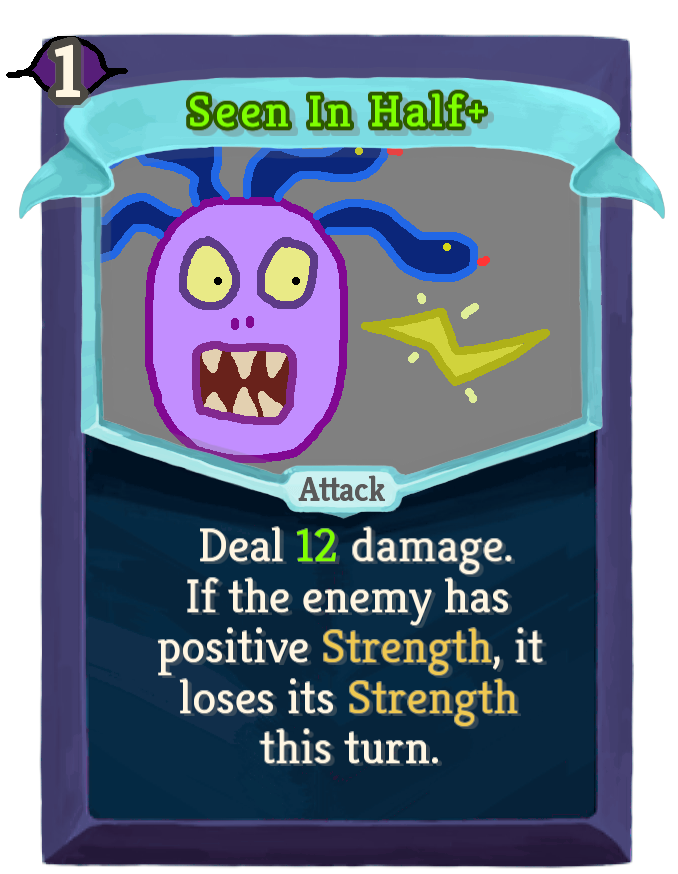 1
Seen In Half+
Attack
Deal 12 damage.
If the enemy has
positive Strength, it
loses its Strength
this turn.